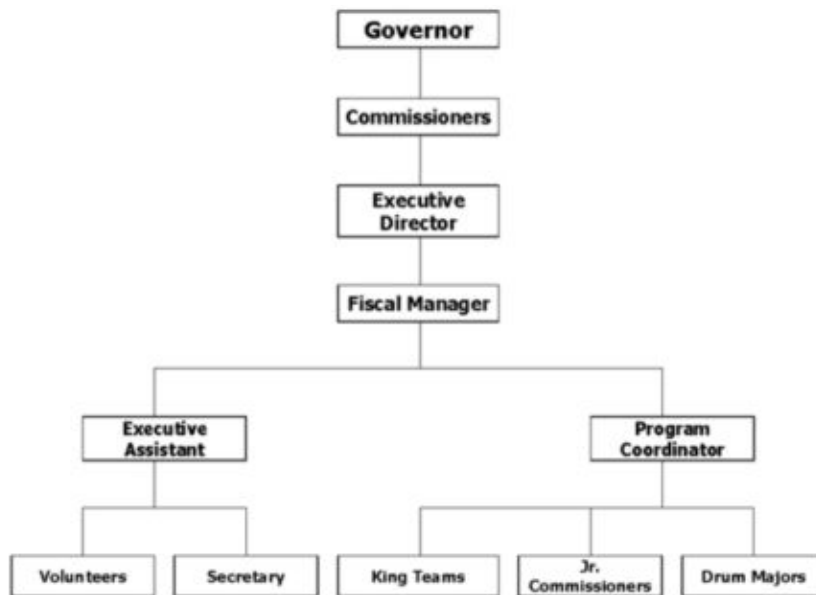 Governor
Commissioners
Executive
Director
Fiscal Manager
Executive
Assistant
Program
Coordinator
Volunteers
Secretary
King Teams
Jr.
Commissioners
Drum Majors